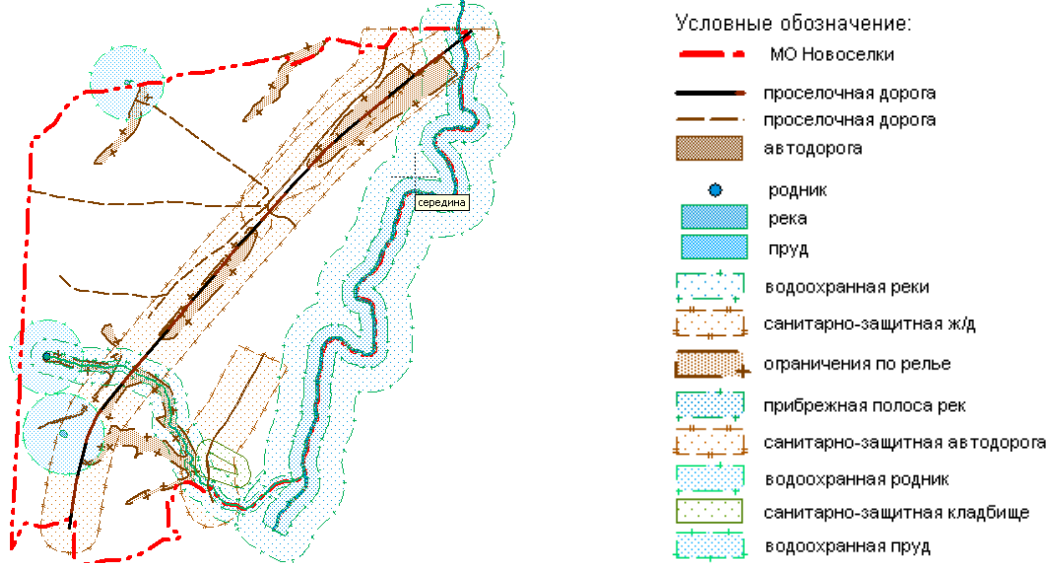 Условные обозначение:
МО Новоселки
проселочная дорога
проселочная дорога
автодорога
родник
река
пруд
водоохранная реки
санитарно-защитная ж/д
ограничения по релье
прибрежная полоса рек
санитарно-защитная автодорога
водоохранная родник
санитарно-защитная кладбище
водоохранная пруд
середина